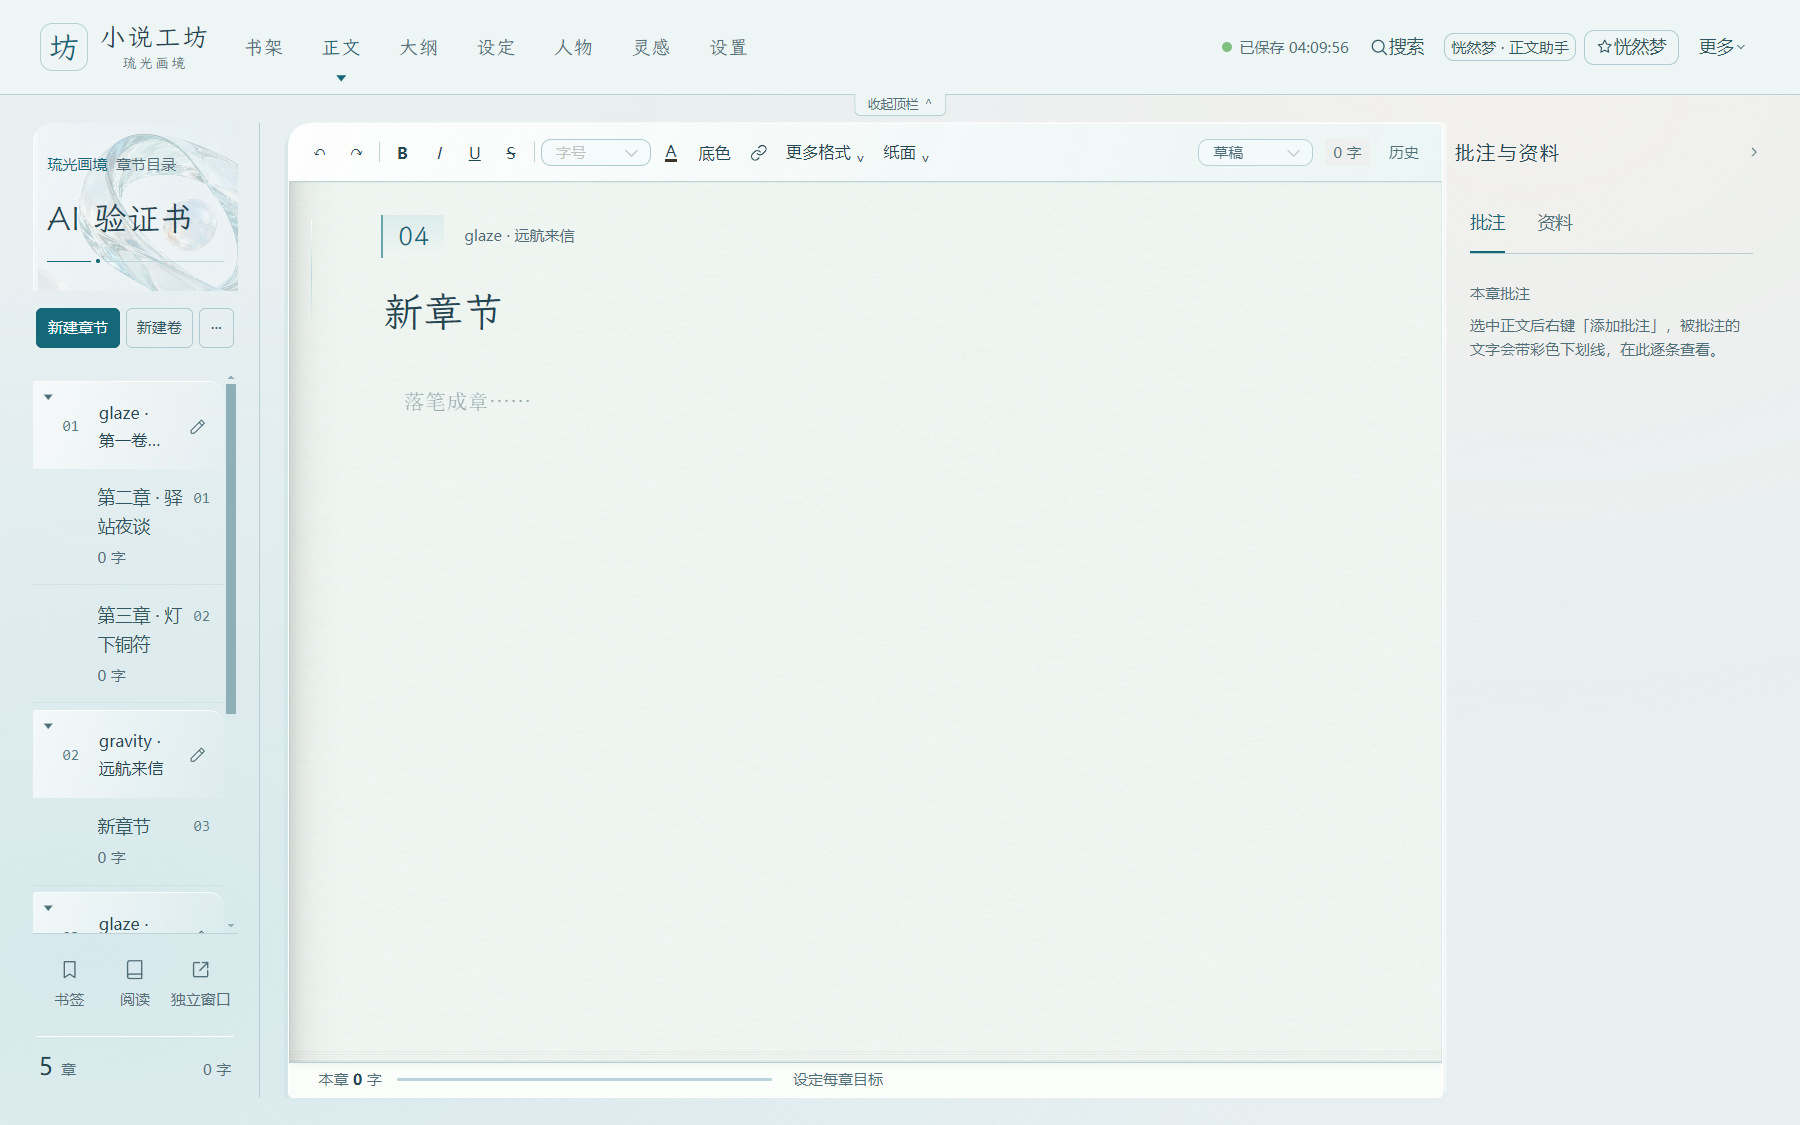 坊
小说工坊
琉光画境
书架
正文
大纲
设定
人物
灵感
设置
已保存 04:09:56
搜索
恍然梦 · 正文助手
恍然梦
更多
收起顶栏 ^
琉光画境 章节目录
AI 验证书
新建章节
新建卷
...
01
glaze ·
第一卷...
第二章 · 驿
站夜谈
01
0 字
第三章 · 灯
下铜符
02
0 字
02
gravity ·
远航来信
新章节
03
0 字
glaze ·
书签
阅读
独立窗口
5 章
0 字
B
I
U
S
字号
A
底色
更多格式
纸面
草稿
0 字
历史
04
glaze · 远航来信
新章节
落笔成章……
本章 0 字
设定每章目标
批注与资料
批注
资料
本章批注
选中正文后右键「添加批注」，被批注的
文字会带彩色下划线，在此逐条查看。